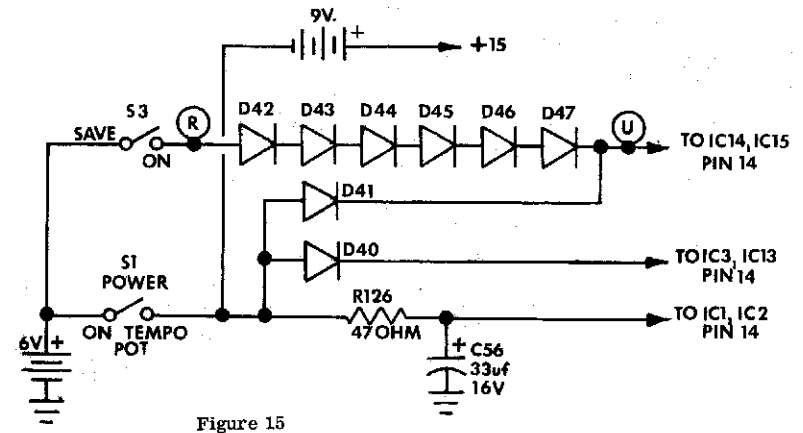 9V.
+
+15
S3
SAVE
ON
R
D42 D43 D44 D45 D46 D47
U
TO IC14, IC15
PIN 14
D41
D40
TO IC3, IC13
PIN 14
S1
POWER
ON TEMPO
POT
R126
47 OHM
TO IC1, IC2
PIN 14
6V +
+ C56
33uf
16V
Figure 15